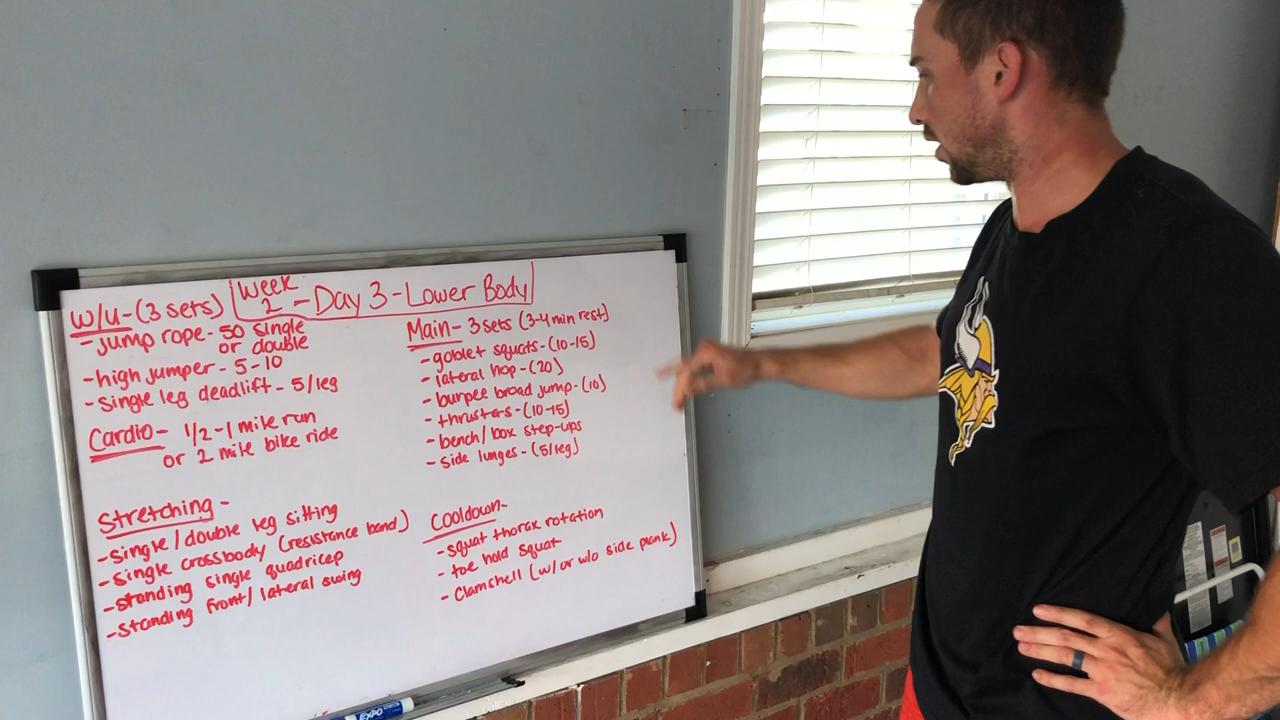 Week 2 - Day 3 - Lower Body
W/U - (3 sets)
- jump rope - 50 single
or double
- high jumper - 5-10
- single leg deadlift - 5/leg
Cardio - 1/2 - 1 mile run
or 2 mile bike ride
Stretching -
- single/double leg sitting
- single crossbody (resistance band)
- standing single quadricep
- standing front/lateral swing
Main - 3 sets (3-4 min rest)
- goblet squats - (10-15)
- lateral hop - (20)
- burpee broad jump - (10)
- thrusters - (10-15)
- bench/box step-ups
- side lunges - (5/leg)
Cooldown -
- squat thorax rotation
- toe hold squat
- clamshell (w/ or w/o side plank)
EXPO